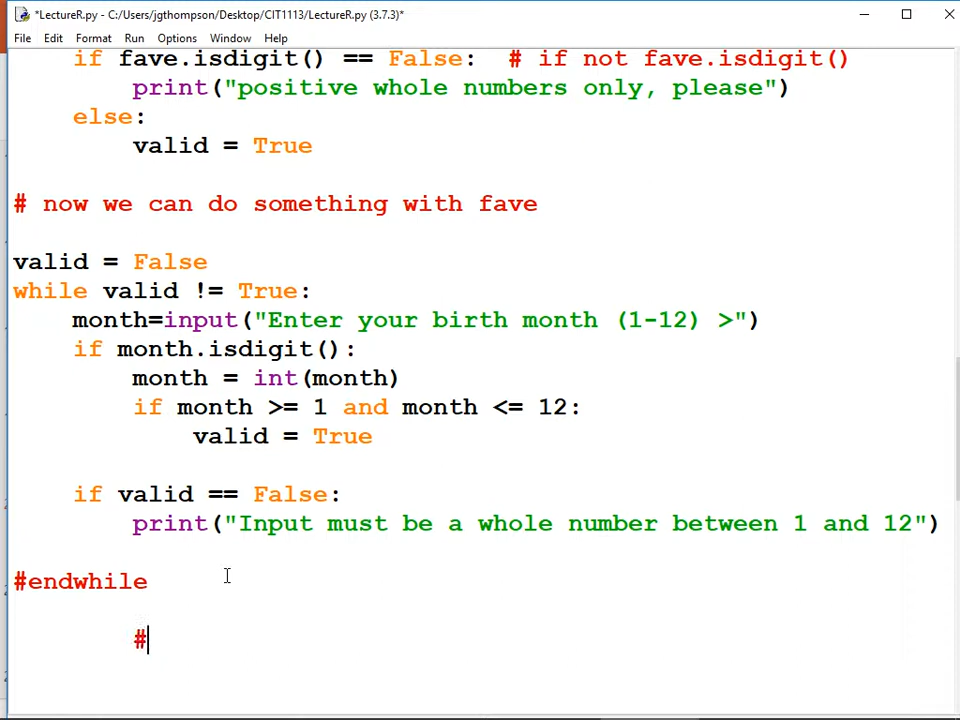 *LectureR.py - C:/Users/jgthompson/Desktop/CIT1113/LectureR.py (3.7.3)*
File Edit Format Run Options Window Help
    if fave.isdigit() == False:  # if not fave.isdigit()
        print("positive whole numbers only, please")
    else:
        valid = True

# now we can do something with fave

valid = False
while valid != True:
    month=input("Enter your birth month (1-12) >")
    if month.isdigit():
        month = int(month)
        if month >= 1 and month <= 12:
            valid = True

    if valid == False:
        print("Input must be a whole number between 1 and 12")

#endwhile

        #